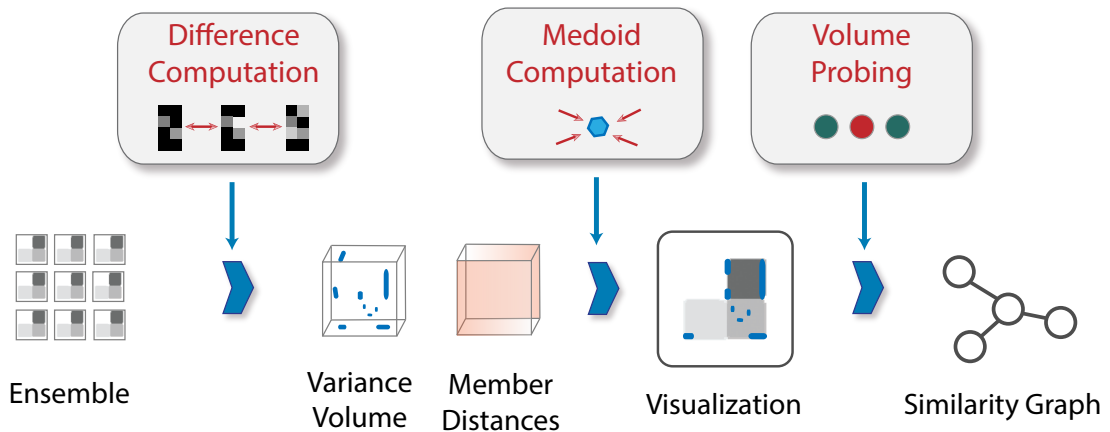 Difference
Computation
Medoid
Computation
Volume
Probing
Ensemble
Variance
Volume
Member
Distances
Visualization
Similarity Graph